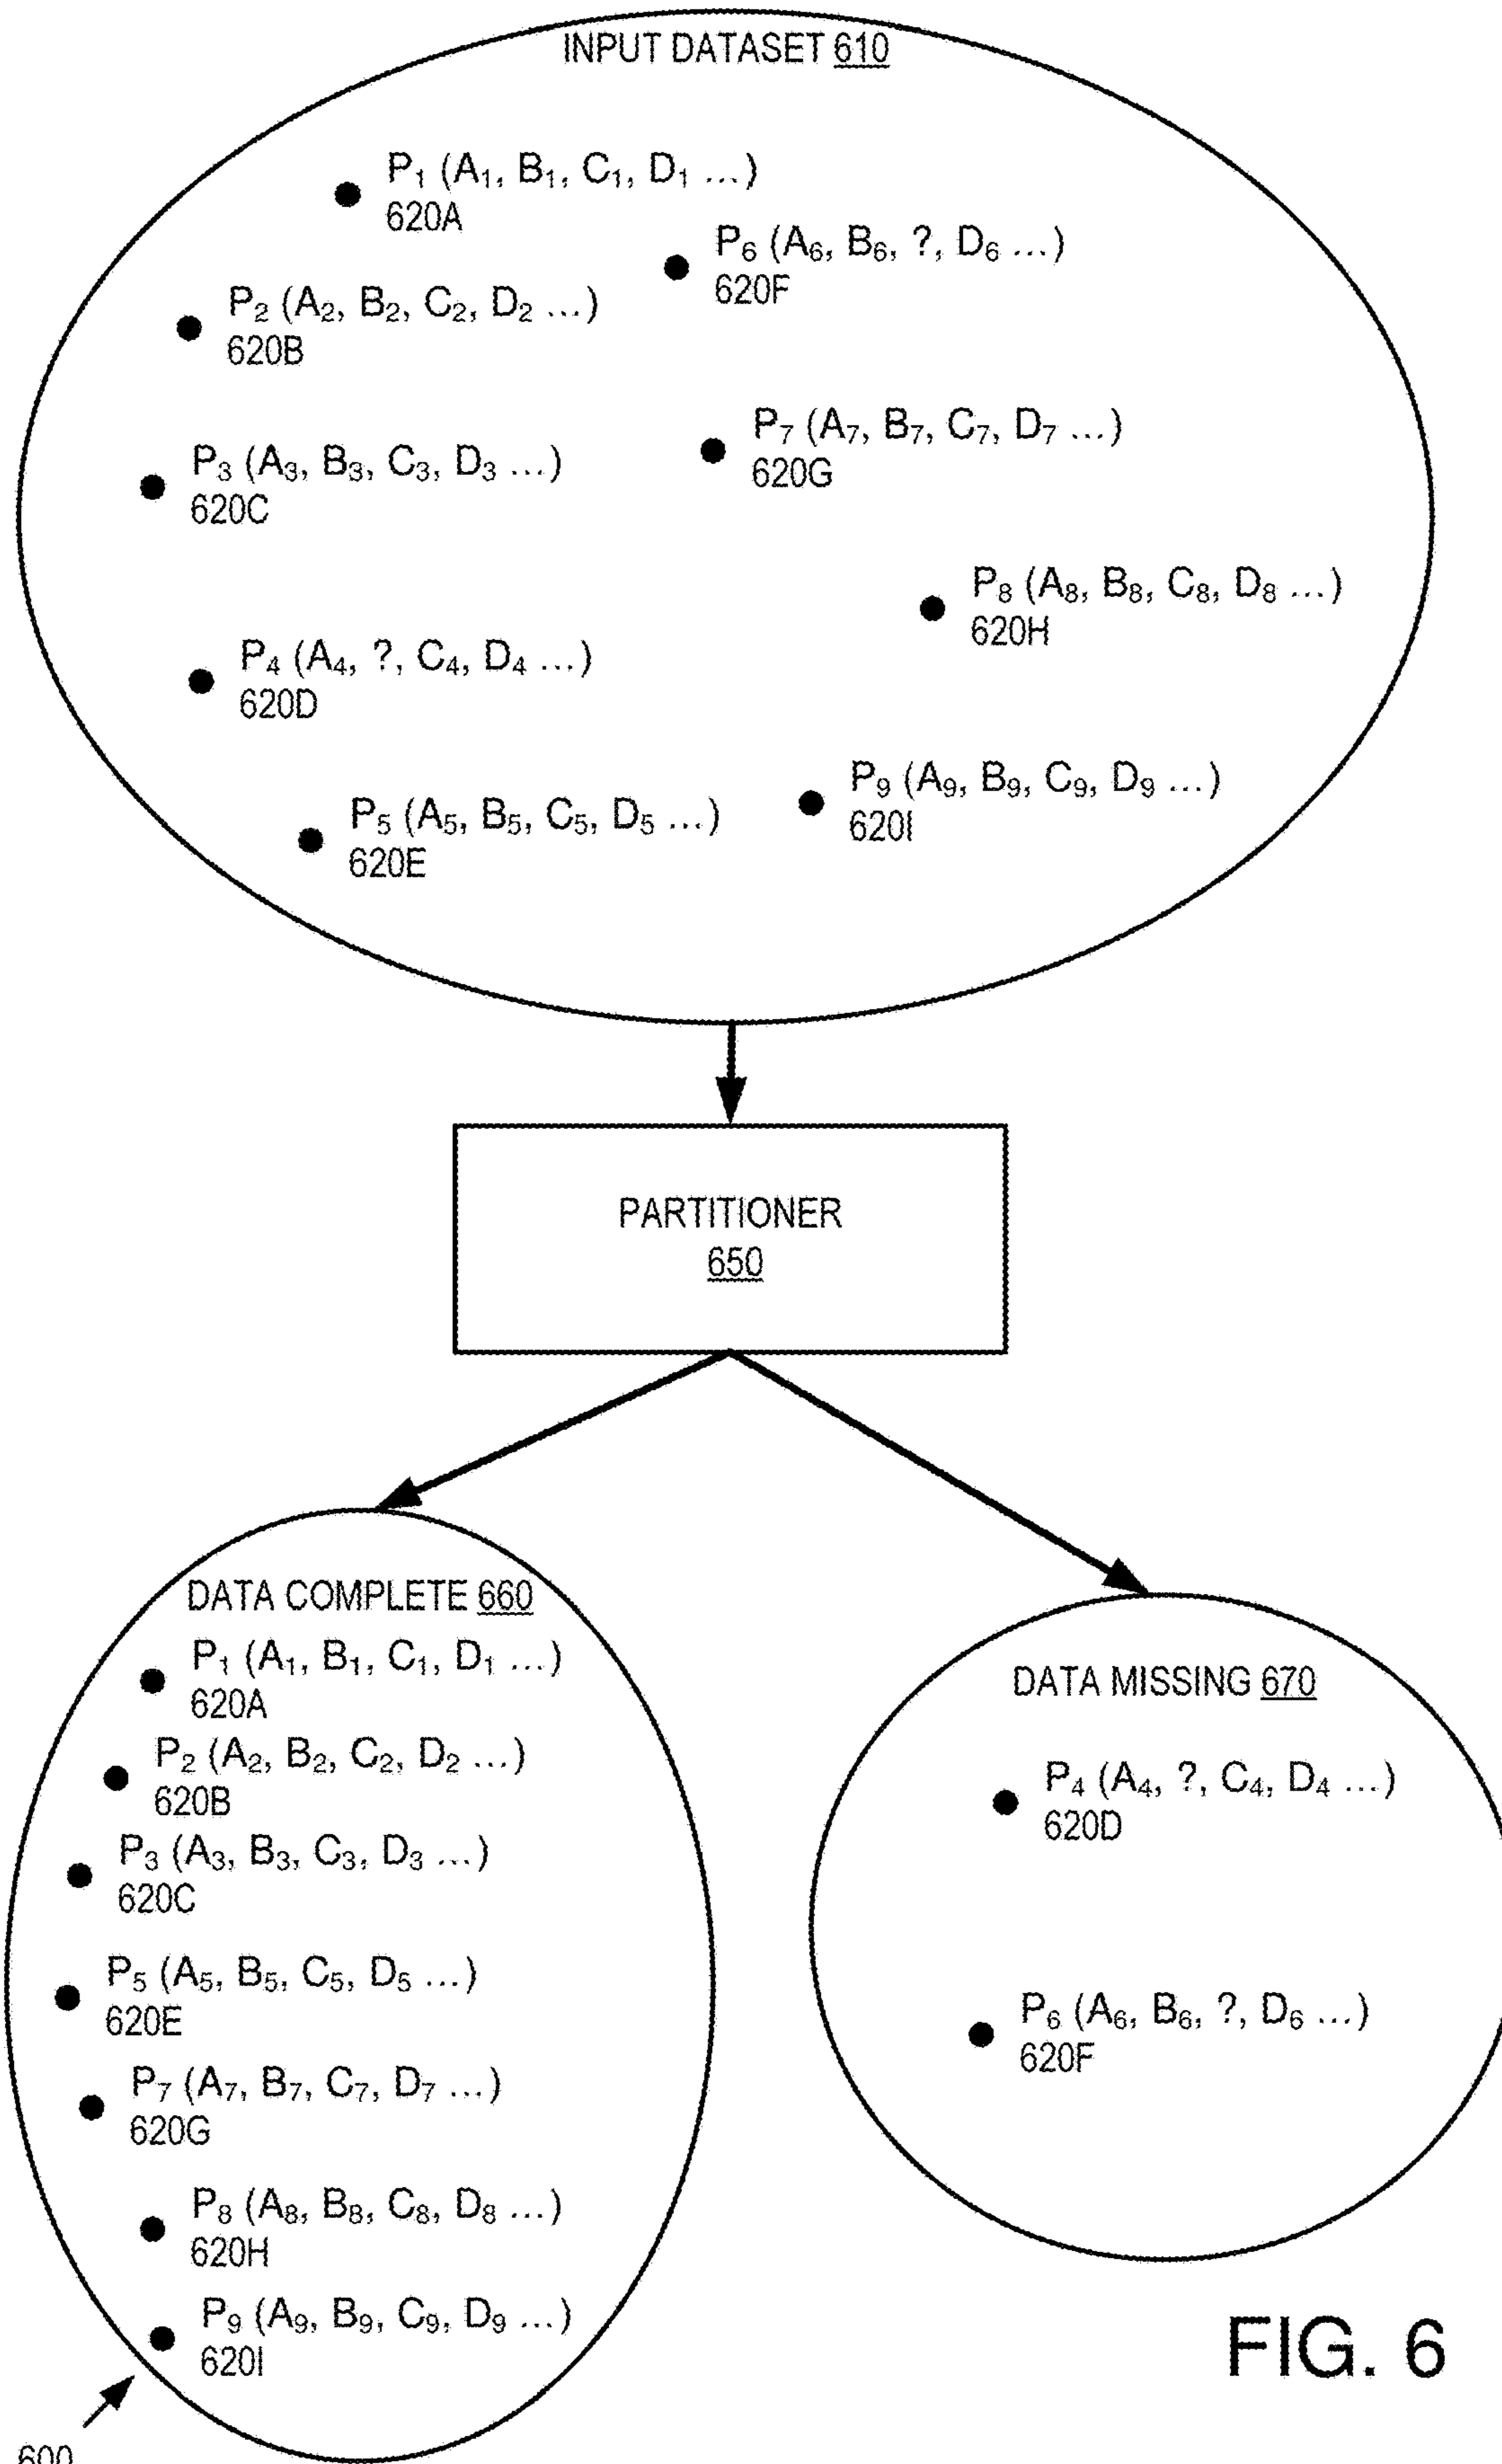 INPUT DATASET 610
P₁ (A₁, B₁, C₁, D₁ ...)
620A
P₆ (A₆, B₆, ?, D₆ ...)
620F
P₂ (A₂, B₂, C₂, D₂ ...)
620B
P₇ (A₇, B₇, C₇, D₇ ...)
620G
P₃ (A₃, B₃, C₃, D₃ ...)
620C
P₈ (A₈, B₈, C₈, D₈ ...)
620H
P₄ (A₄, ?, C₄, D₄ ...)
620D
P₉ (A₉, B₉, C₉, D₉ ...)
620I
P₅ (A₅, B₅, C₅, D₅ ...)
620E
PARTITIONER
650
DATA COMPLETE 660
P₁ (A₁, B₁, C₁, D₁ ...)
620A
P₂ (A₂, B₂, C₂, D₂ ...)
620B
P₃ (A₃, B₃, C₃, D₃ ...)
620C
P₅ (A₅, B₅, C₅, D₅ ...)
620E
P₇ (A₇, B₇, C₇, D₇ ...)
620G
P₈ (A₈, B₈, C₈, D₈ ...)
620H
P₉ (A₉, B₉, C₉, D₉ ...)
620I
DATA MISSING 670
P₄ (A₄, ?, C₄, D₄ ...)
620D
P₆ (A₆, B₆, ?, D₆ ...)
620F
FIG. 6
600